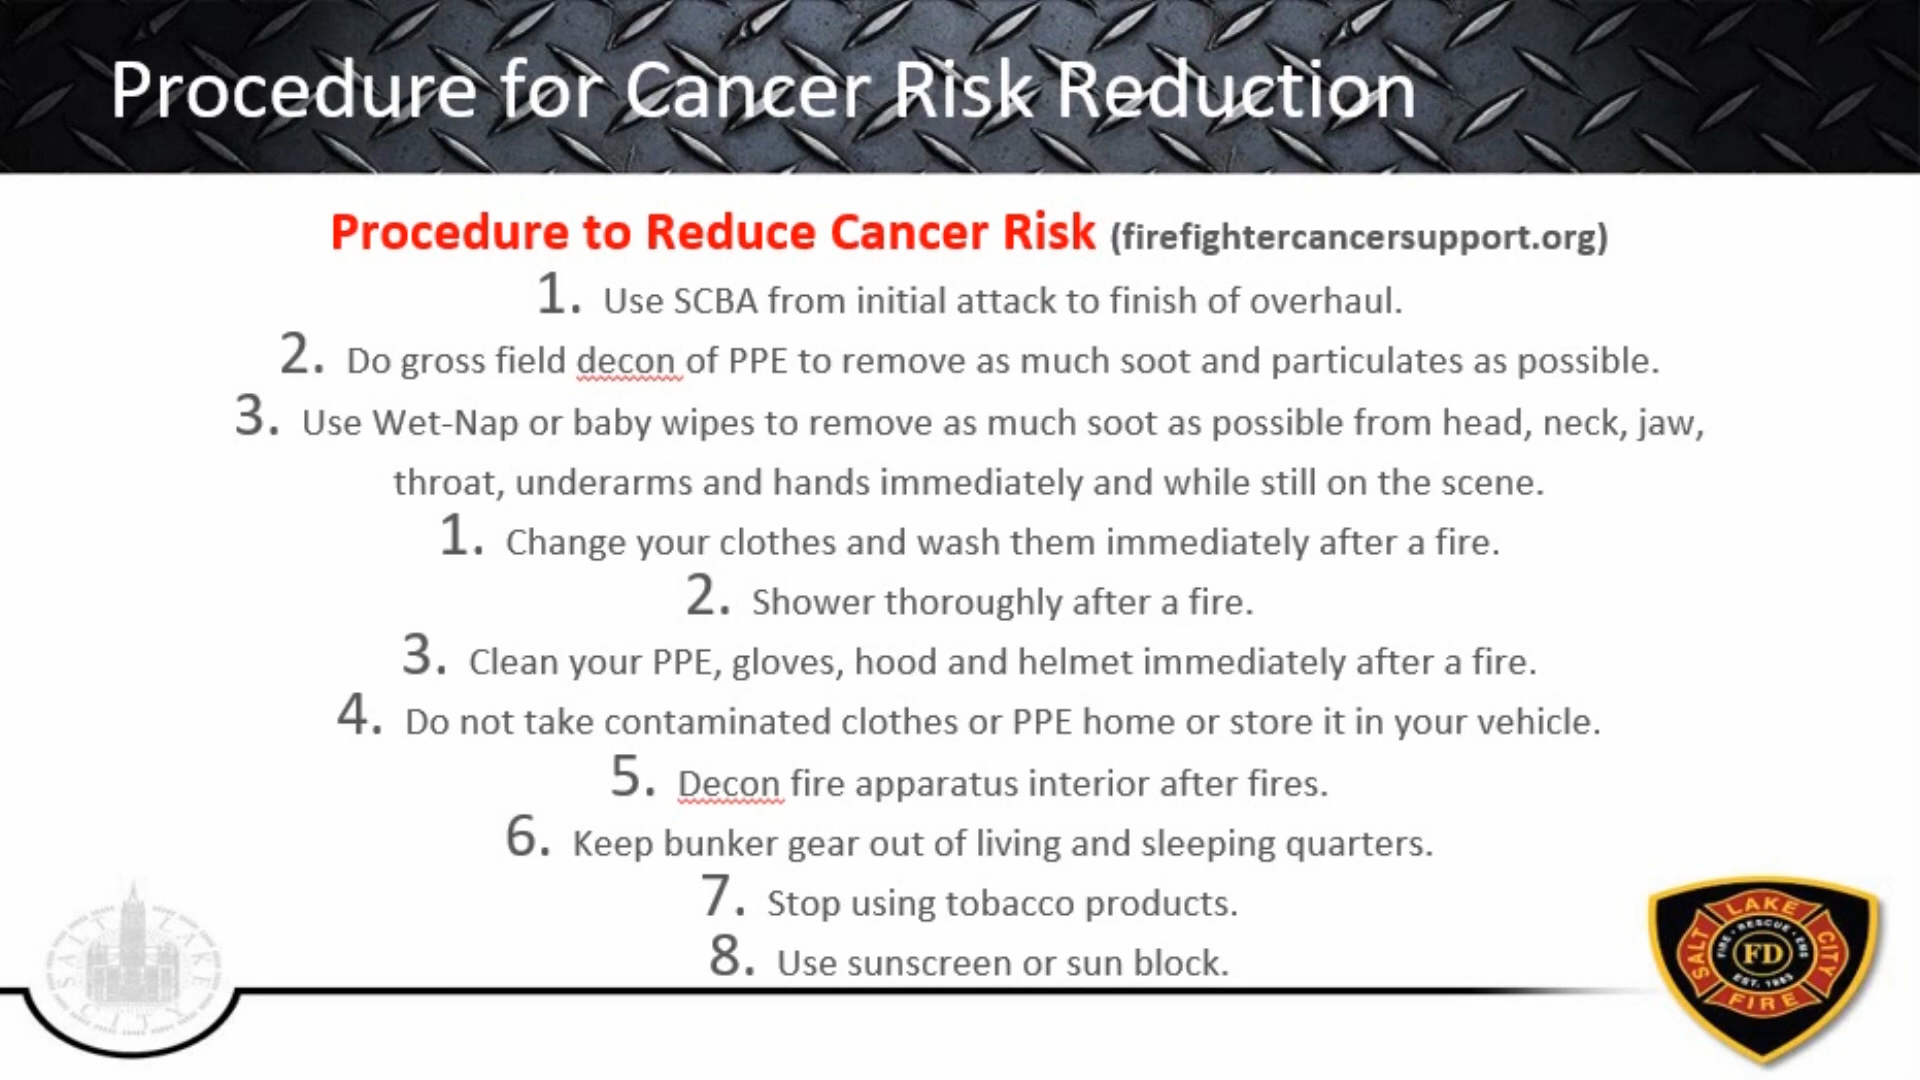 Procedure for Cancer Risk Reduction
Procedure to Reduce Cancer Risk (firefightercancersupport.org)
1. Use SCBA from initial attack to finish of overhaul.
2. Do gross field decon of PPE to remove as much soot and particulates as possible.
3. Use Wet-Nap or baby wipes to remove as much soot as possible from head, neck, jaw,
throat, underarms and hands immediately and while still on the scene.
1. Change your clothes and wash them immediately after a fire.
2. Shower thoroughly after a fire.
3. Clean your PPE, gloves, hood and helmet immediately after a fire.
4. Do not take contaminated clothes or PPE home or store it in your vehicle.
5. Decon fire apparatus interior after fires.
6. Keep bunker gear out of living and sleeping quarters.
7. Stop using tobacco products.
8. Use sunscreen or sun block.
SALT LAKE
CITY
SALT LAKE CITY
FIRE • RESCUE • EMS
FD
EST. 1883
FIRE